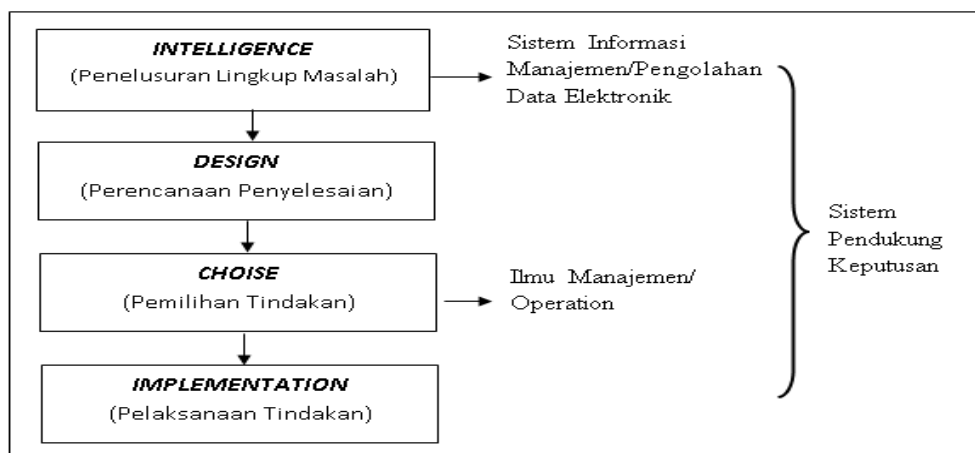 INTELLIGENCE
(Penelusuran Lingkup Masalah)
Sistem Informasi
Manajemen/Pengolahan
Data Elektronik
DESIGN
(Perencanaan Penyelesaian)
CHOISE
(Pemilihan Tindakan)
Ilmu Manajemen/
Operation
IMPLEMENTATION
(Pelaksanaan Tindakan)
Sistem
Pendukung
Keputusan